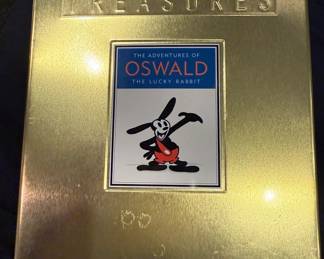 TREASURES
THE ADVENTURES OF
OSWALD
THE LUCKY RABBIT